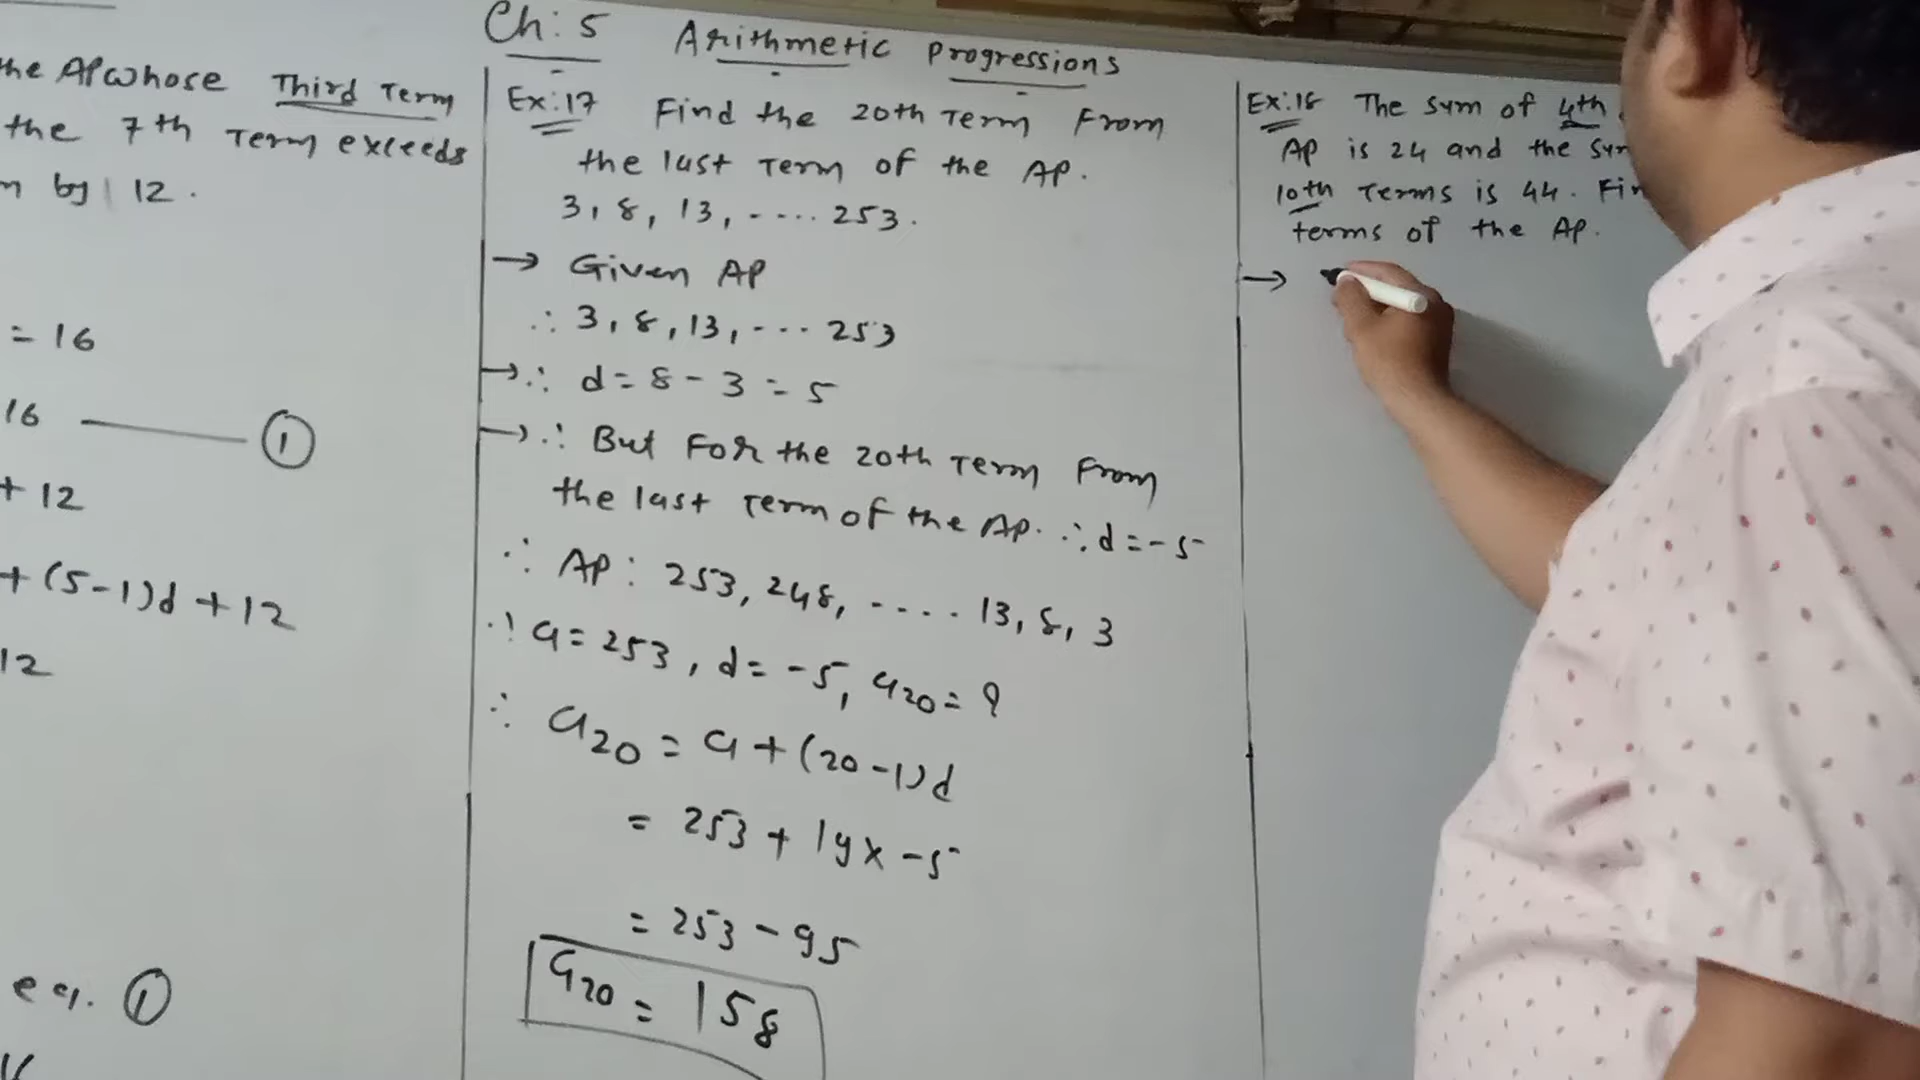 Ch: 5 Arithmetic Progressions
the AP whose Third Term
the 7th Term exceeds
by 12.
= 16
16 ——— ①
+ 12
+ (5-1)d + 12
12
eq. ①
16
Ex: 17 Find the 20th Term From
the last Term of the AP.
3, 8, 13, ---- 253.
→ Given AP
∴ 3, 8, 13, --- 253
→ ∴ d = 8 - 3 = 5
→ ∴ But For the 20th Term From
the last Term of the AP. ∴ d = -5
∴ AP: 253, 248, ---- 13, 8, 3
∴ a = 253, d = -5, a20 = ?
∴ a20 = a + (20-1)d
= 253 + 19 x -5
= 253 - 95
a20 = 158
Ex: 18 The sum of 4th
AP is 24 and the
10th Terms is 44.
terms of the AP.
→